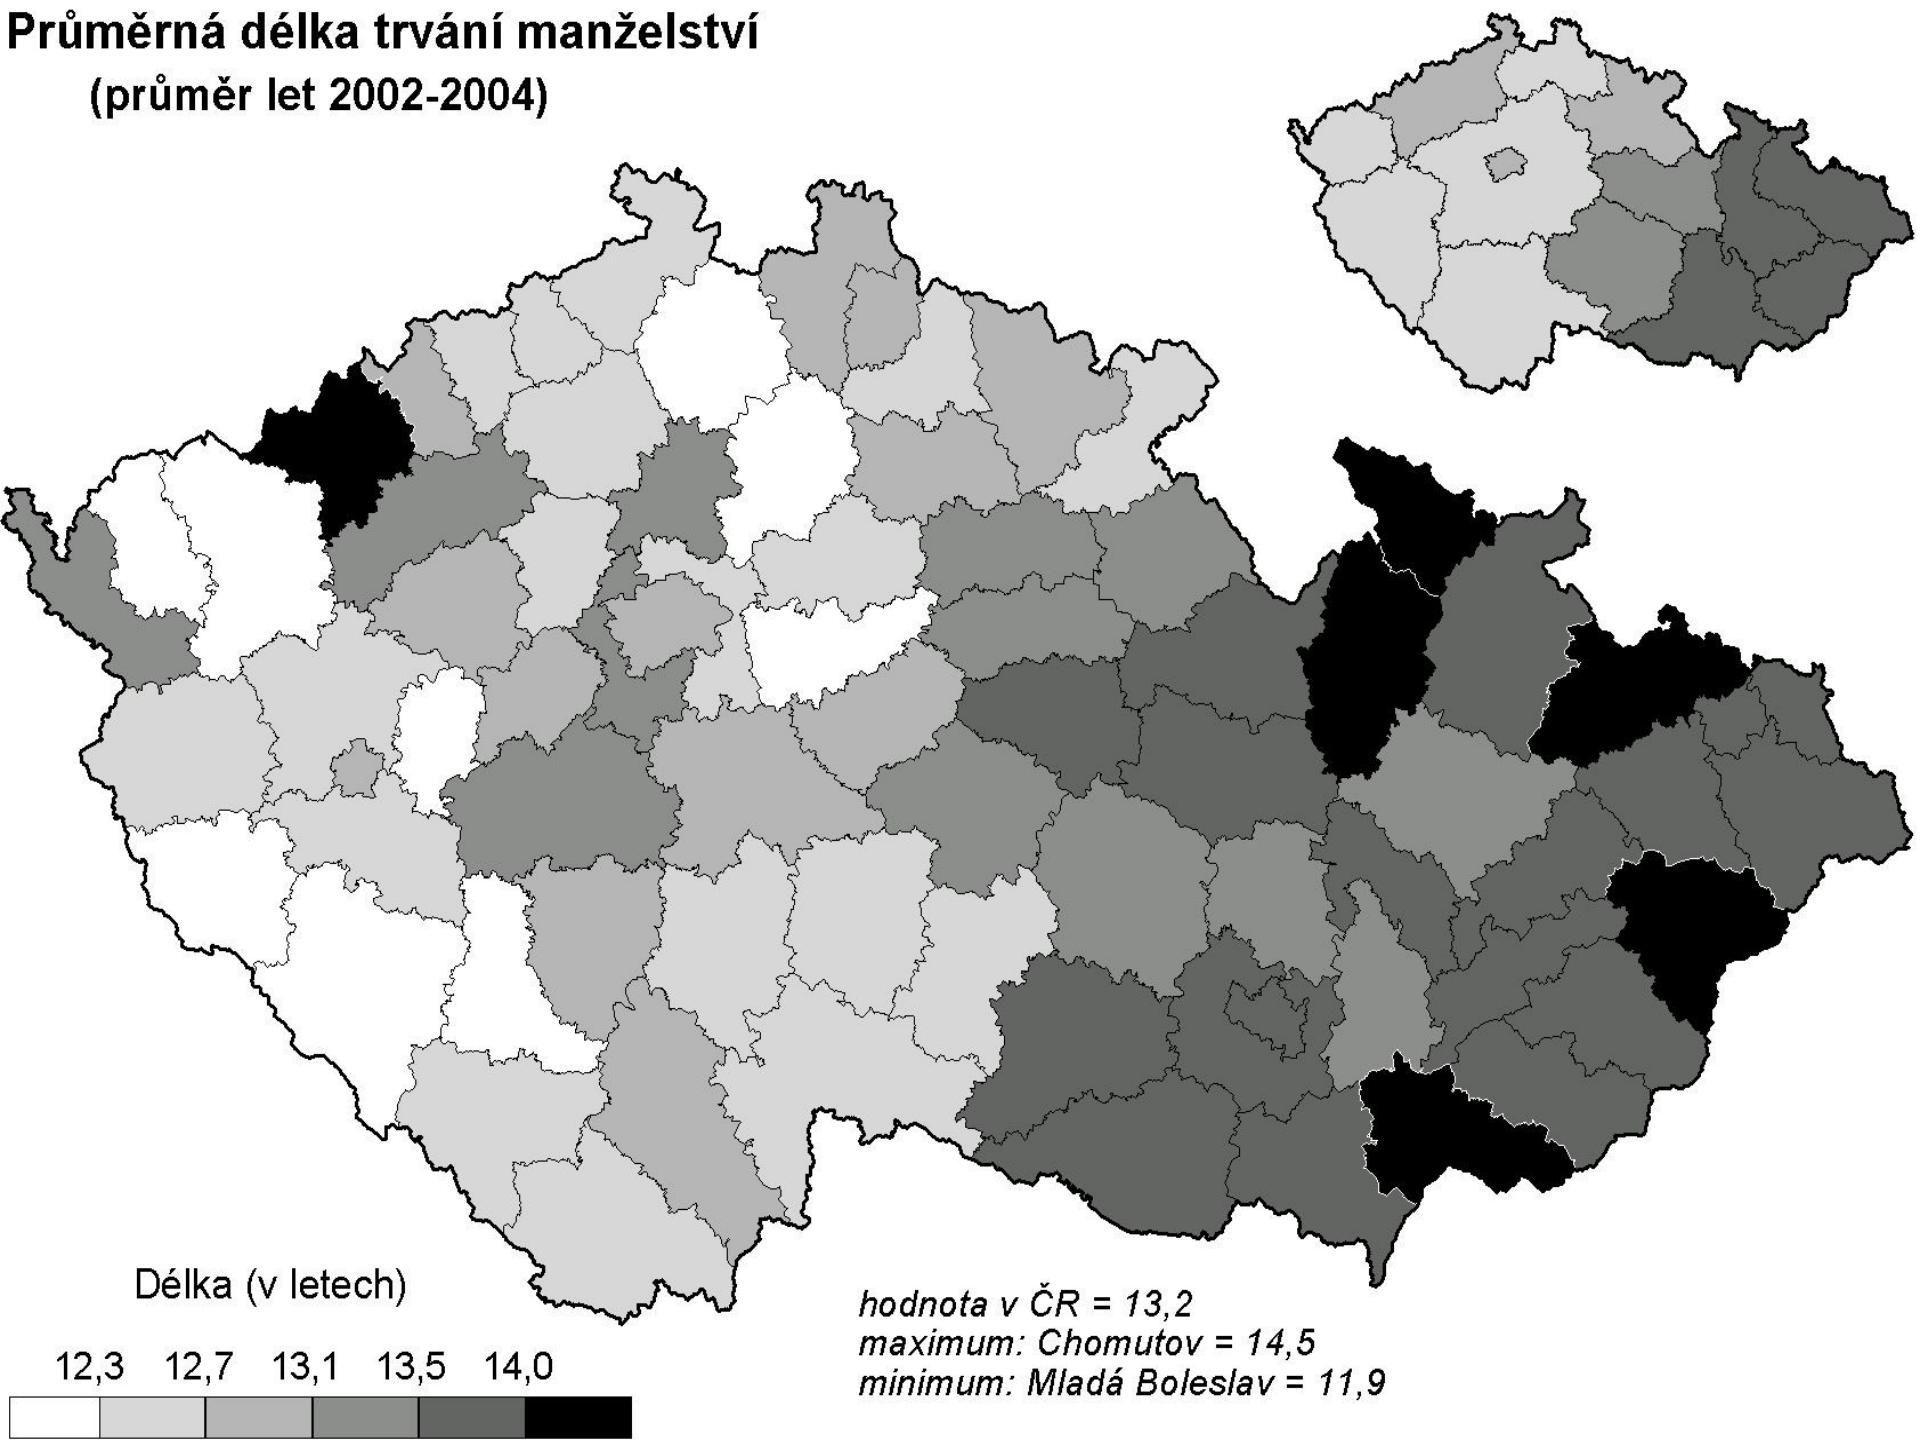 Průměrná délka trvání manželství
(průměr let 2002-2004)
Délka (v letech)
12,3 12,7 13,1 13,5 14,0
hodnota v ČR = 13,2
maximum: Chomutov = 14,5
minimum: Mladá Boleslav = 11,9